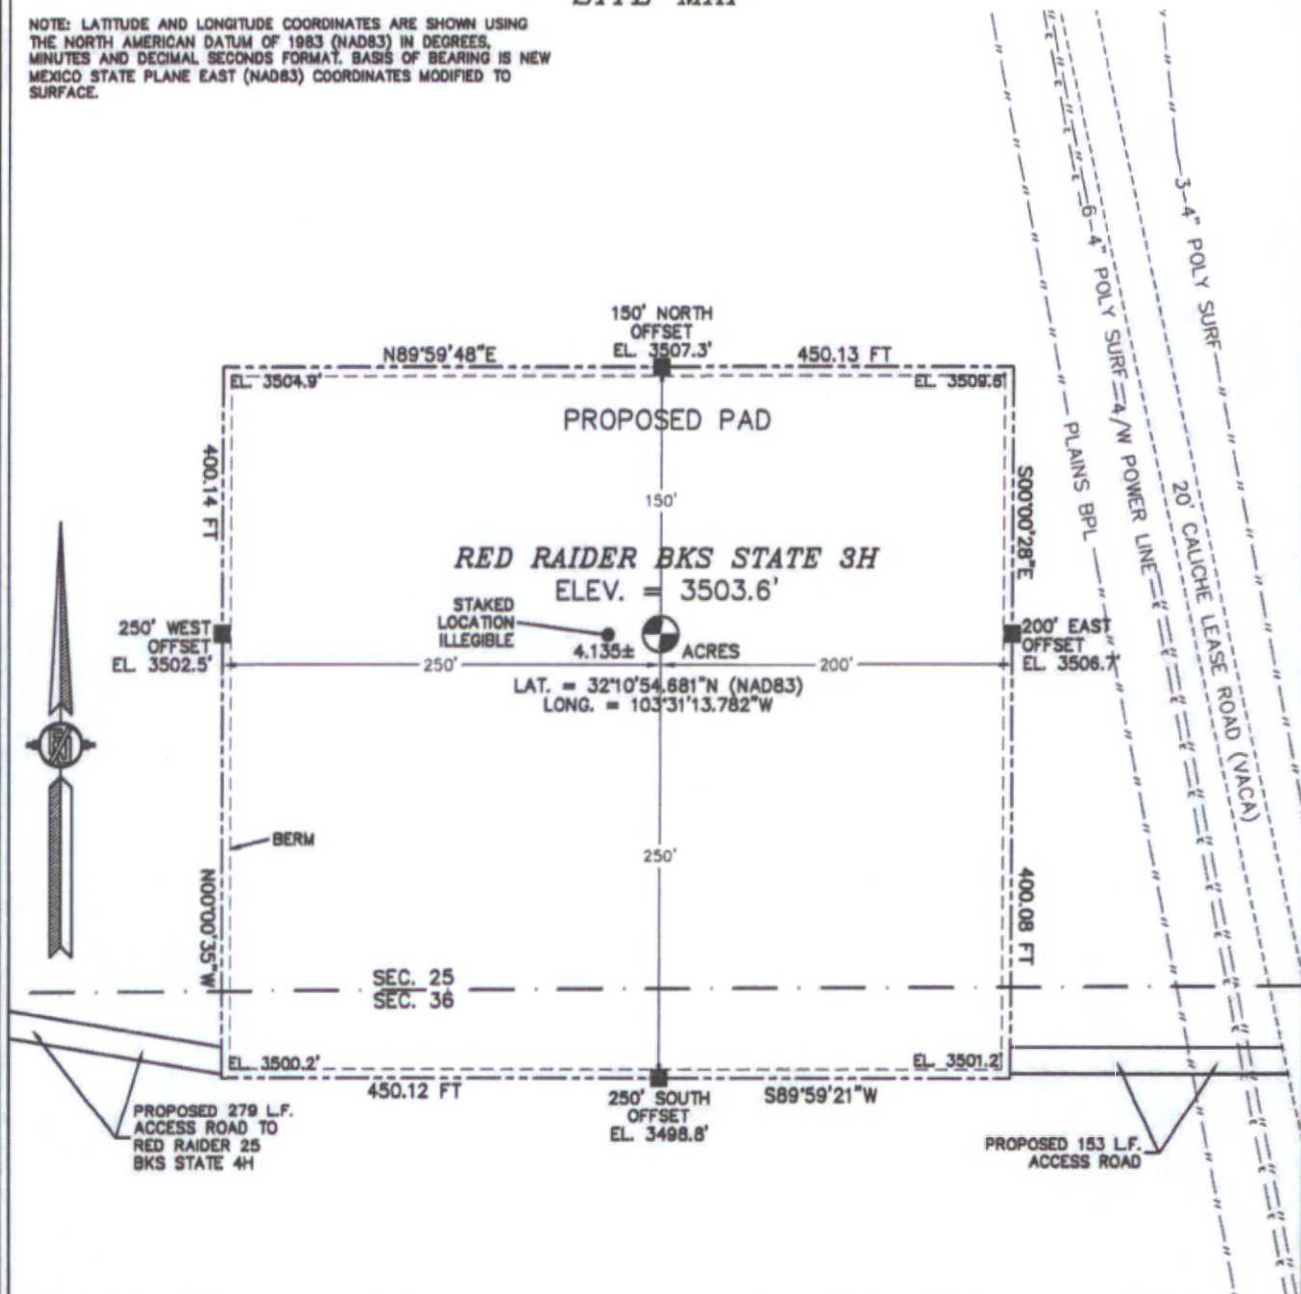 SITE MAP
NOTE: LATITUDE AND LONGITUDE COORDINATES ARE SHOWN USING
THE NORTH AMERICAN DATUM OF 1983 (NAD83) IN DEGREES,
MINUTES AND DECIMAL SECONDS FORMAT. BASIS OF BEARING IS NEW
MEXICO STATE PLANE EAST (NAD83) COORDINATES MODIFIED TO
SURFACE.
3-4" POLY SURF
6-4" POLY SURF
4/W POWER LINE
PLAINS BPL
20' CALICHE LEASE ROAD (VACA)
150' NORTH
OFFSET
EL. 3507.3'
N89°59'48"E
450.13 FT
EL. 3504.9'
EL. 3509.6'
PROPOSED PAD
400.14 FT
S00°00'28"E
150'
RED RAIDER BKS STATE 3H
ELEV. = 3503.6'
STAKED
LOCATION
ILLEGIBLE
250' WEST
OFFSET
EL. 3502.5'
4.135± ACRES
200' EAST
OFFSET
EL. 3506.7'
250'
200'
LAT. = 32°10'54.681"N (NAD83)
LONG. = 103°31'13.782"W
BERM
250'
N00°00'35"W
400.08 FT
SEC. 25
SEC. 36
EL. 3500.2'
EL. 3501.2'
450.12 FT
S89°59'21"W
250' SOUTH
OFFSET
EL. 3498.8'
PROPOSED 279 L.F.
ACCESS ROAD TO
RED RAIDER 25
BKS STATE 4H
PROPOSED 153 L.F.
ACCESS ROAD